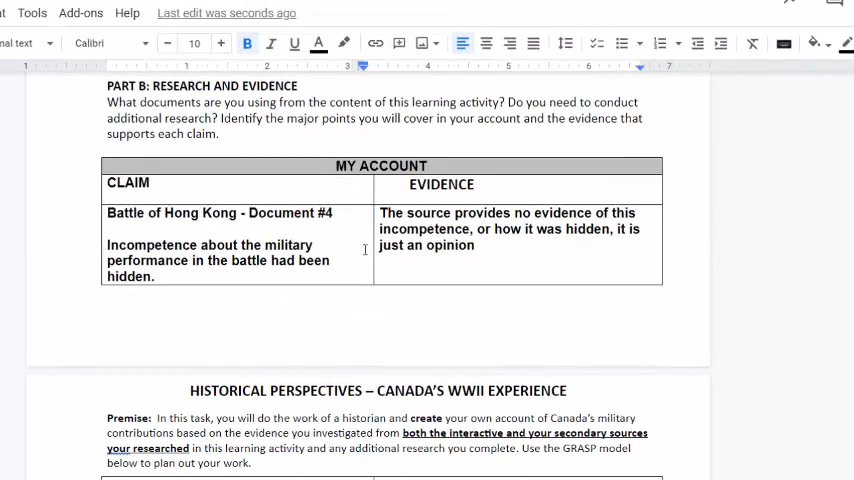 Tools Add-ons Help Last edit was seconds ago
mal text Calibri 10 B I U A
1 1 2 3 4 5 6 7
PART B: RESEARCH AND EVIDENCE
What documents are you using from the content of this learning activity? Do you need to conduct
additional research? Identify the major points you will cover in your account and the evidence that
supports each claim.
MY ACCOUNT
CLAIM EVIDENCE
Battle of Hong Kong - Document #4
Incompetence about the military
performance in the battle had been
hidden.
The source provides no evidence of this
incompetence, or how it was hidden, it is
just an opinion
HISTORICAL PERSPECTIVES – CANADA'S WWII EXPERIENCE
Premise: In this task, you will do the work of a historian and create your own account of Canada's military
contributions based on the evidence you investigated from both the interactive and your secondary sources
your researched in this learning activity and any additional research you complete. Use the GRASP model
below to plan out your work.